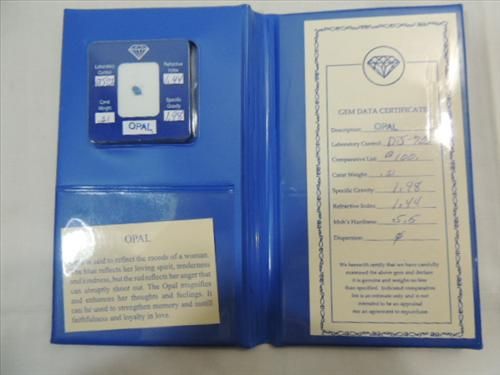 Laboratory
Control
Refractive
Index
1.44
Carat
Weight
.21
Specific
Gravity
1.98
OPAL
OPAL
is said to reflect the moods of a woman.
The blue reflects her loving spirit, tenderness
and kindness, but the red reflects her anger that
can abruptly shoot out. The Opal magnifies
and enhances her thoughts and feelings. It
can be used to strengthen memory and instill
faithfulness and loyalty in love.
GEM DATA CERTIFICATE
Description: OPAL
Laboratory Control:
Comparative List: $100.
Carat Weight: .21
Specific Gravity: 1.98
Refractive Index: 1.44
Moh's Hardness: 5.5
Dispersion:
We herewith certify that we have carefully
examined the above gem and declare
it is genuine and weighs no less
than specified. Indicated comparative
list is an estimate only and is not
intended to be an appraisal
nor an agreement to repurchase.